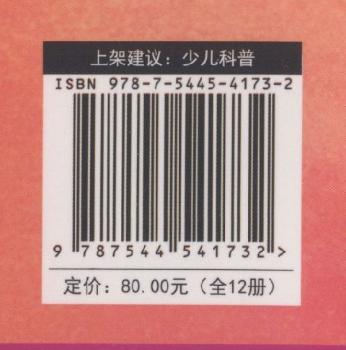 上架建议：少儿科普
ISBN 978-7-5445-4173-2
9 787544 541732 >
定价：80.00元（全12册）